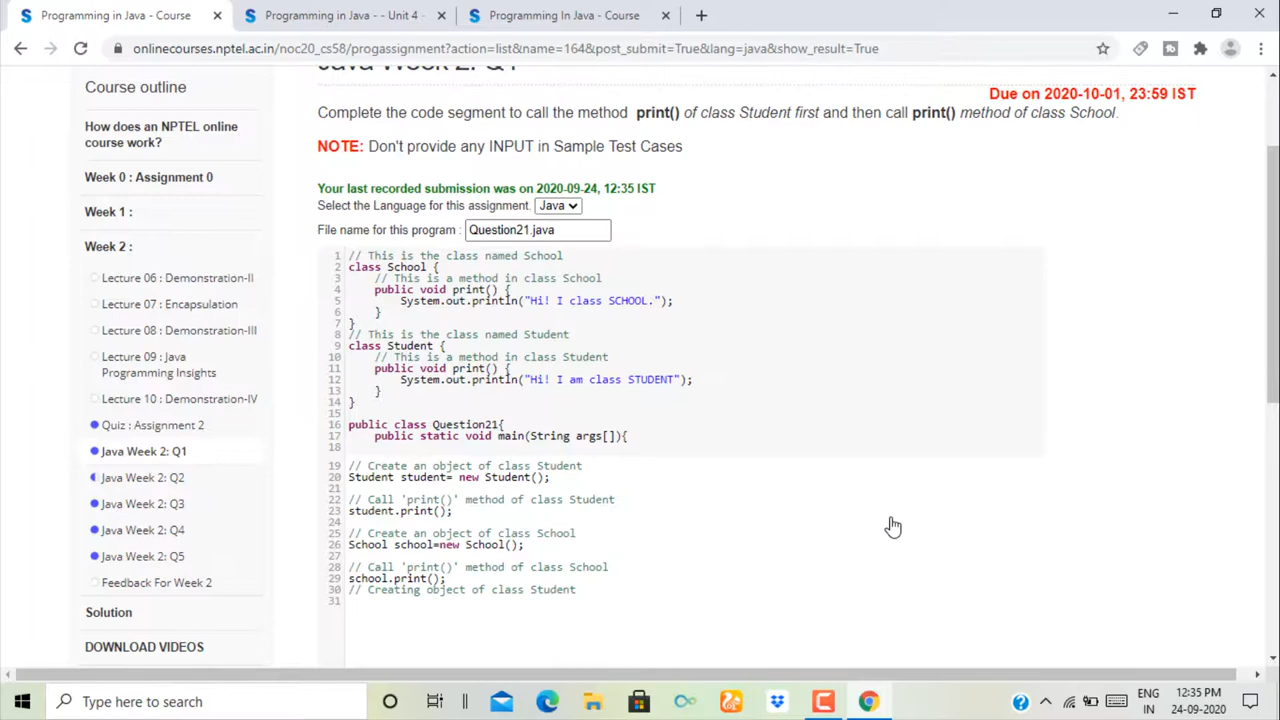 Programming in Java - Course
Programming in Java - - Unit 4 -
Programming In Java - Course
onlinecourses.nptel.ac.in/noc20_cs58/progassignment?action=list&name=164&post_submit=True&lang=java&show_result=True
Course outline
How does an NPTEL online
course work?
Week 0 : Assignment 0
Week 1 :
Week 2 :
Lecture 06 : Demonstration-II
Lecture 07 : Encapsulation
Lecture 08 : Demonstration-III
Lecture 09 : Java
Programming Insights
Lecture 10 : Demonstration-IV
Quiz : Assignment 2
Java Week 2: Q1
Java Week 2: Q2
Java Week 2: Q3
Java Week 2: Q4
Java Week 2: Q5
Feedback For Week 2
Solution
DOWNLOAD VIDEOS
Java Week 2: Q1
Due on 2020-10-01, 23:59 IST
Complete the code segment to call the method print() of class Student first and then call print() method of class School.
NOTE: Don't provide any INPUT in Sample Test Cases
Your last recorded submission was on 2020-09-24, 12:35 IST
Select the Language for this assignment. Java
File name for this program : Question21.java
1 // This is the class named School
2 class School {
3 // This is a method in class School
4 public void print() {
5 System.out.println("Hi! I class SCHOOL.");
6 }
7 }
8 // This is the class named Student
9 class Student {
10 // This is a method in class Student
11 public void print() {
12 System.out.println("Hi! I am class STUDENT");
13 }
14 }
15
16 public class Question21{
17 public static void main(String args[]){
18
19 // Create an object of class Student
20 Student student= new Student();
21
22 // Call 'print()' method of class Student
23 student.print();
24
25 // Create an object of class School
26 School school=new School();
27
28 // Call 'print()' method of class School
29 school.print();
30 // Creating object of class Student
31
Type here to search
ENG
IN
12:35 PM
24-09-2020